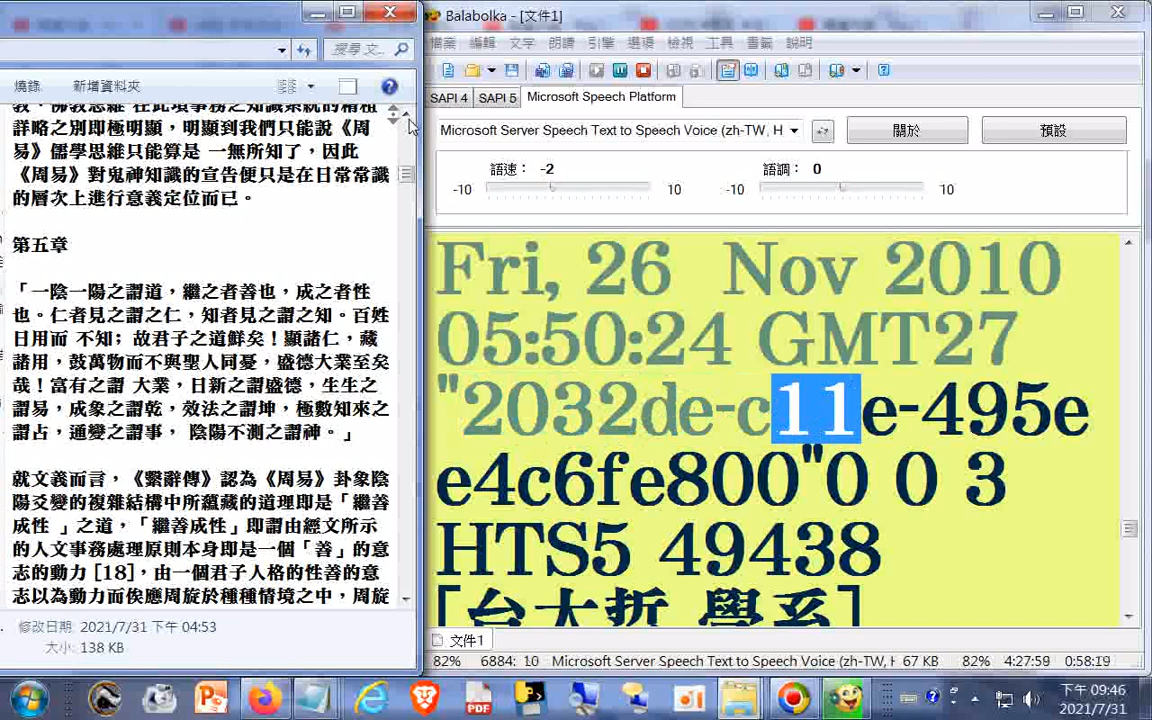 Balabolka - [文件1]
搜尋 文...
檔案 編輯 文字 朗讀 引擎 選項 檢視 工具 書籤 說明
燒錄 新增資料夾
SAPI 4 SAPI 5 Microsoft Speech Platform
Microsoft Server Speech Text to Speech Voice (zh-TW, H 關於 預設
語速： -2 語調： 0
-10 10 -10 10
教、佛教思維 在此項事務之知識系統的精粗
詳略之別即極明顯，明顯到我們只能說《周
易》儒學思維只能算是 一無所知了，因此
《周易》對鬼神知識的宣告便只是在日常常識
的層次上進行意義定位而已。
第五章
「一陰一陽之謂道，繼之者善也，成之者性
也。仁者見之謂之仁，知者見之謂之知。百姓
日用而 不知; 故君子之道鮮矣！顯諸仁，藏
諸用，鼓萬物而不與聖人同憂，盛德大業至矣
哉！富有之謂 大業，日新之謂盛德，生生之
謂易，成象之謂乾，效法之謂坤，極數知來之
謂占，通變之謂事， 陰陽不測之謂神。」
就文義而言，《繫辭傳》認為《周易》卦象陰
陽爻變的複雜結構中所蘊藏的道理即是「繼善
成性 」之道，「繼善成性」即謂由經文所示
的人文事務處理原則本身即是一個「善」的意
志的動力 [18]，由一個君子人格的性善的意
志以為動力而俟應周旋於種種情境之中，周旋
修改日期: 2021/7/31 下午 04:53
大小: 138 KB
Fri, 26 Nov 2010
05:50:24 GMT27
"2032de-c11e-495e
e4c6fe800"0 0 3
HTS5 49438
[台大哲 學系]
文件1
82% 6884: 10 Microsoft Server Speech Text to Speech Voice (zh-TW, H 67 KB 82% 4:27:59 0:58:19
下午 09:46
2021/7/31